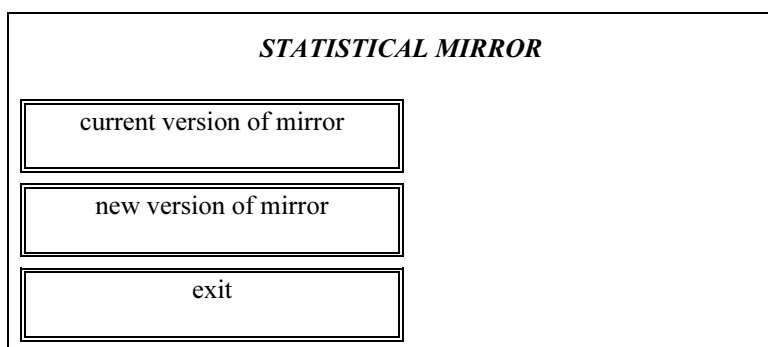 STATISTICAL MIRROR
current version of mirror
new version of mirror
exit